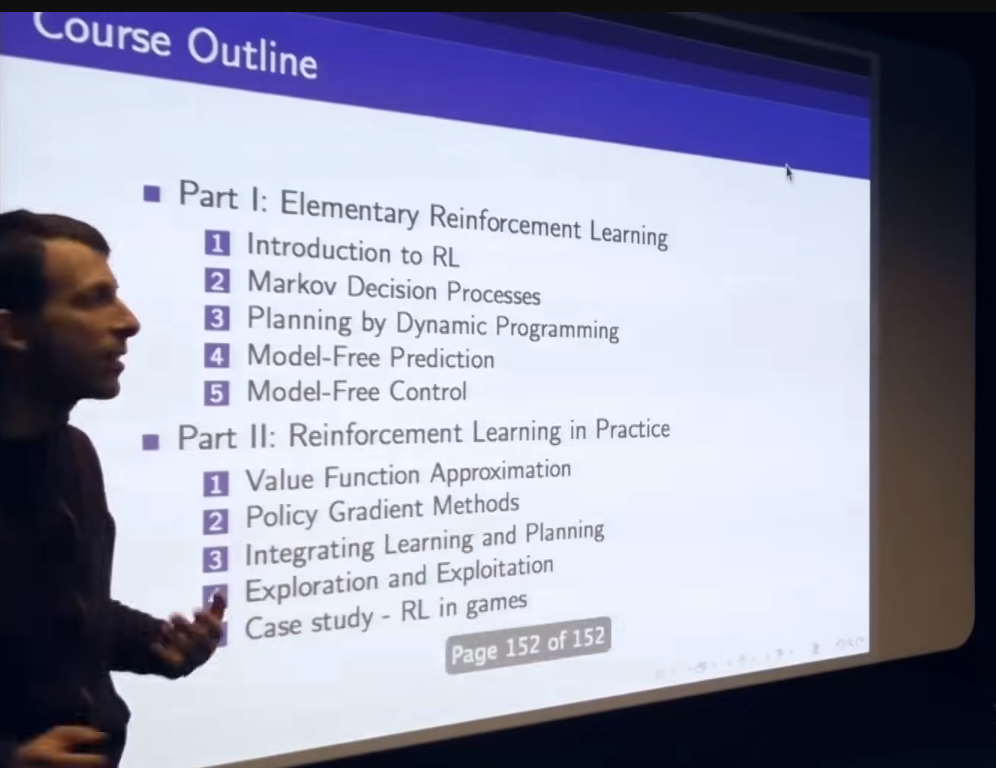 Course Outline
Part I: Elementary Reinforcement Learning
1 Introduction to RL
2 Markov Decision Processes
3 Planning by Dynamic Programming
4 Model-Free Prediction
5 Model-Free Control
Part II: Reinforcement Learning in Practice
1 Value Function Approximation
2 Policy Gradient Methods
3 Integrating Learning and Planning
4 Exploration and Exploitation
Case study - RL in games
Page 152 of 152